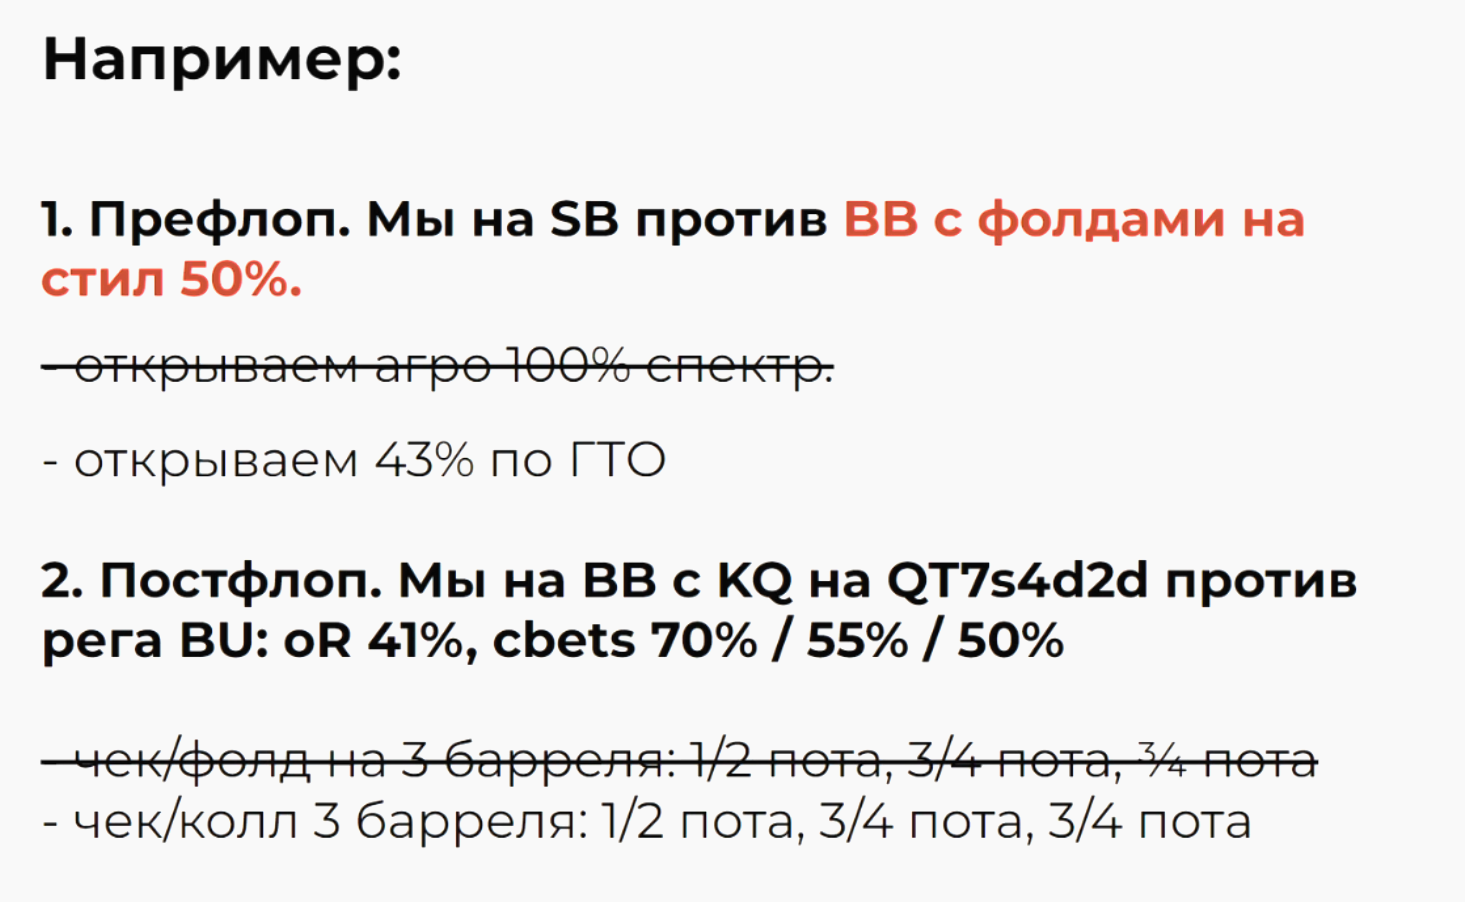 Например:
1. Префлоп. Мы на SB против BB с фолдами на
стил 50%.
- открываем агро 100% спектр.
- открываем 43% по ГТО
2. Постфлоп. Мы на BB с KQ на QT7s4d2d против
рега BU: oR 41%, cbets 70% / 55% / 50%
- чек/фолд на 3 барреля: 1/2 пота, 3/4 пота, ¾ пота
- чек/колл 3 барреля: 1/2 пота, 3/4 пота, 3/4 пота